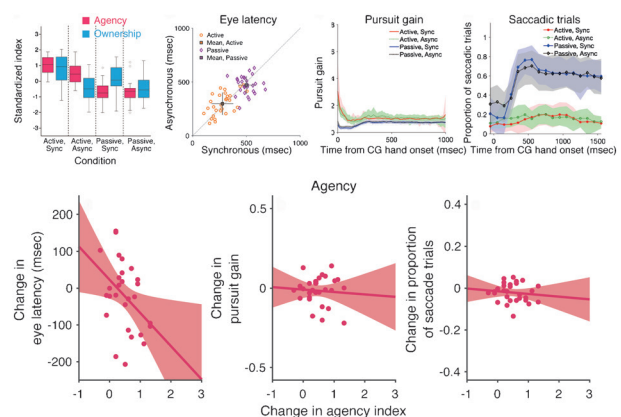 Agency
Ownership
Standardized index
3
2
1
0
-1
-2
-3
Active, Sync
Active, Async
Passive, Sync
Passive, Async
Condition
Eye latency
Active
Mean, Active
Passive
Mean, Passive
Asynchronous (msec)
1000
500
0
0 500 1000
Synchronous (msec)
Pursuit gain
Active, Sync
Active, Async
Passive, Sync
Passive, Async
Pursuit gain
5
4
3
2
1
0
0 500 1000
Time from CG hand onset (msec)
Saccadic trials
Active, Sync
Active, Async
Passive, Sync
Passive, Async
Proportion of saccadic trials
1
0.8
0.6
0.4
0.2
0
0 500 1000 1500
Time from CG hand onset (msec)
Agency
Change in
eye latency (msec)
200
100
0
-100
-200
-1 0 1 2 3
Change in
pursuit gain
0.5
0
-0.5
-1 0 1 2 3
Change in proportion
of saccade trials
0.4
0.2
0
-0.2
-0.4
-1 0 1 2 3
Change in agency index